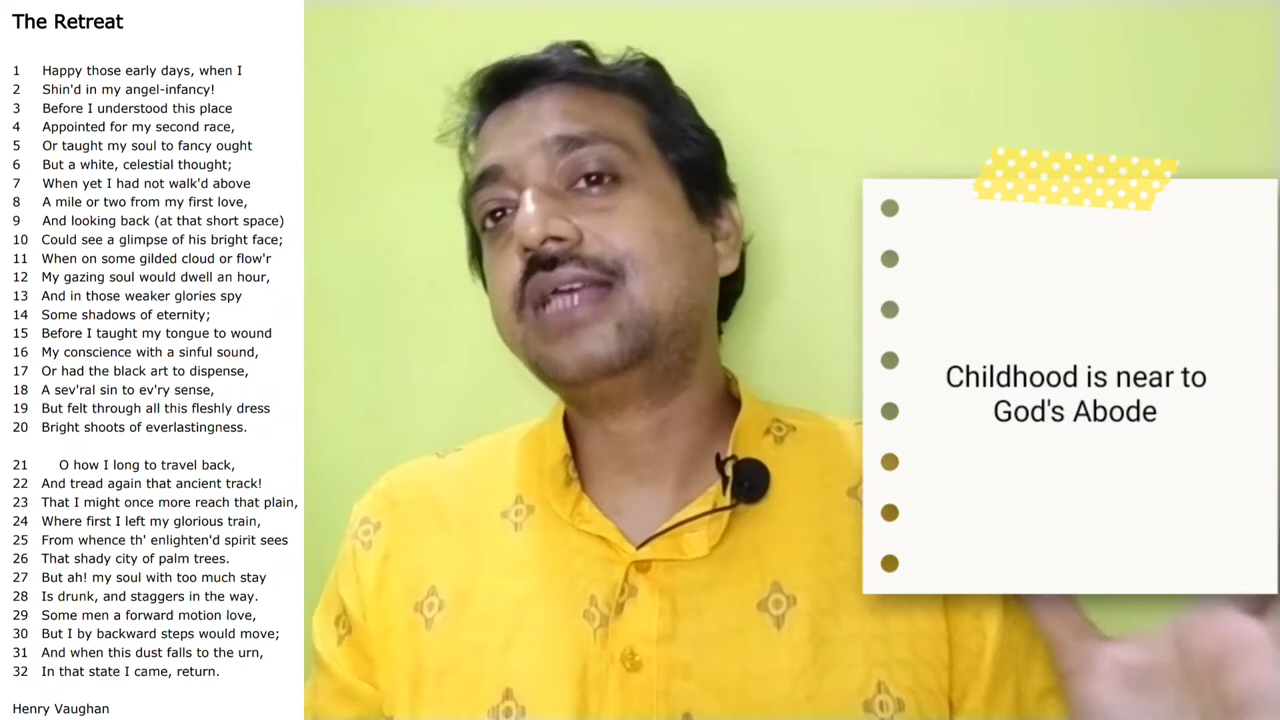 The Retreat
1 Happy those early days, when I
2 Shin'd in my angel-infancy!
3 Before I understood this place
4 Appointed for my second race,
5 Or taught my soul to fancy ought
6 But a white, celestial thought;
7 When yet I had not walk'd above
8 A mile or two from my first love,
9 And looking back (at that short space)
10 Could see a glimpse of his bright face;
11 When on some gilded cloud or flow'r
12 My gazing soul would dwell an hour,
13 And in those weaker glories spy
14 Some shadows of eternity;
15 Before I taught my tongue to wound
16 My conscience with a sinful sound,
17 Or had the black art to dispense,
18 A sev'ral sin to ev'ry sense,
19 But felt through all this fleshly dress
20 Bright shoots of everlastingness.
21 O how I long to travel back,
22 And tread again that ancient track!
23 That I might once more reach that plain,
24 Where first I left my glorious train,
25 From whence th' enlighten'd spirit sees
26 That shady city of palm trees.
27 But ah! my soul with too much stay
28 Is drunk, and staggers in the way.
29 Some men a forward motion love,
30 But I by backward steps would move;
31 And when this dust falls to the urn,
32 In that state I came, return.
Henry Vaughan
Childhood is near to
God's Abode